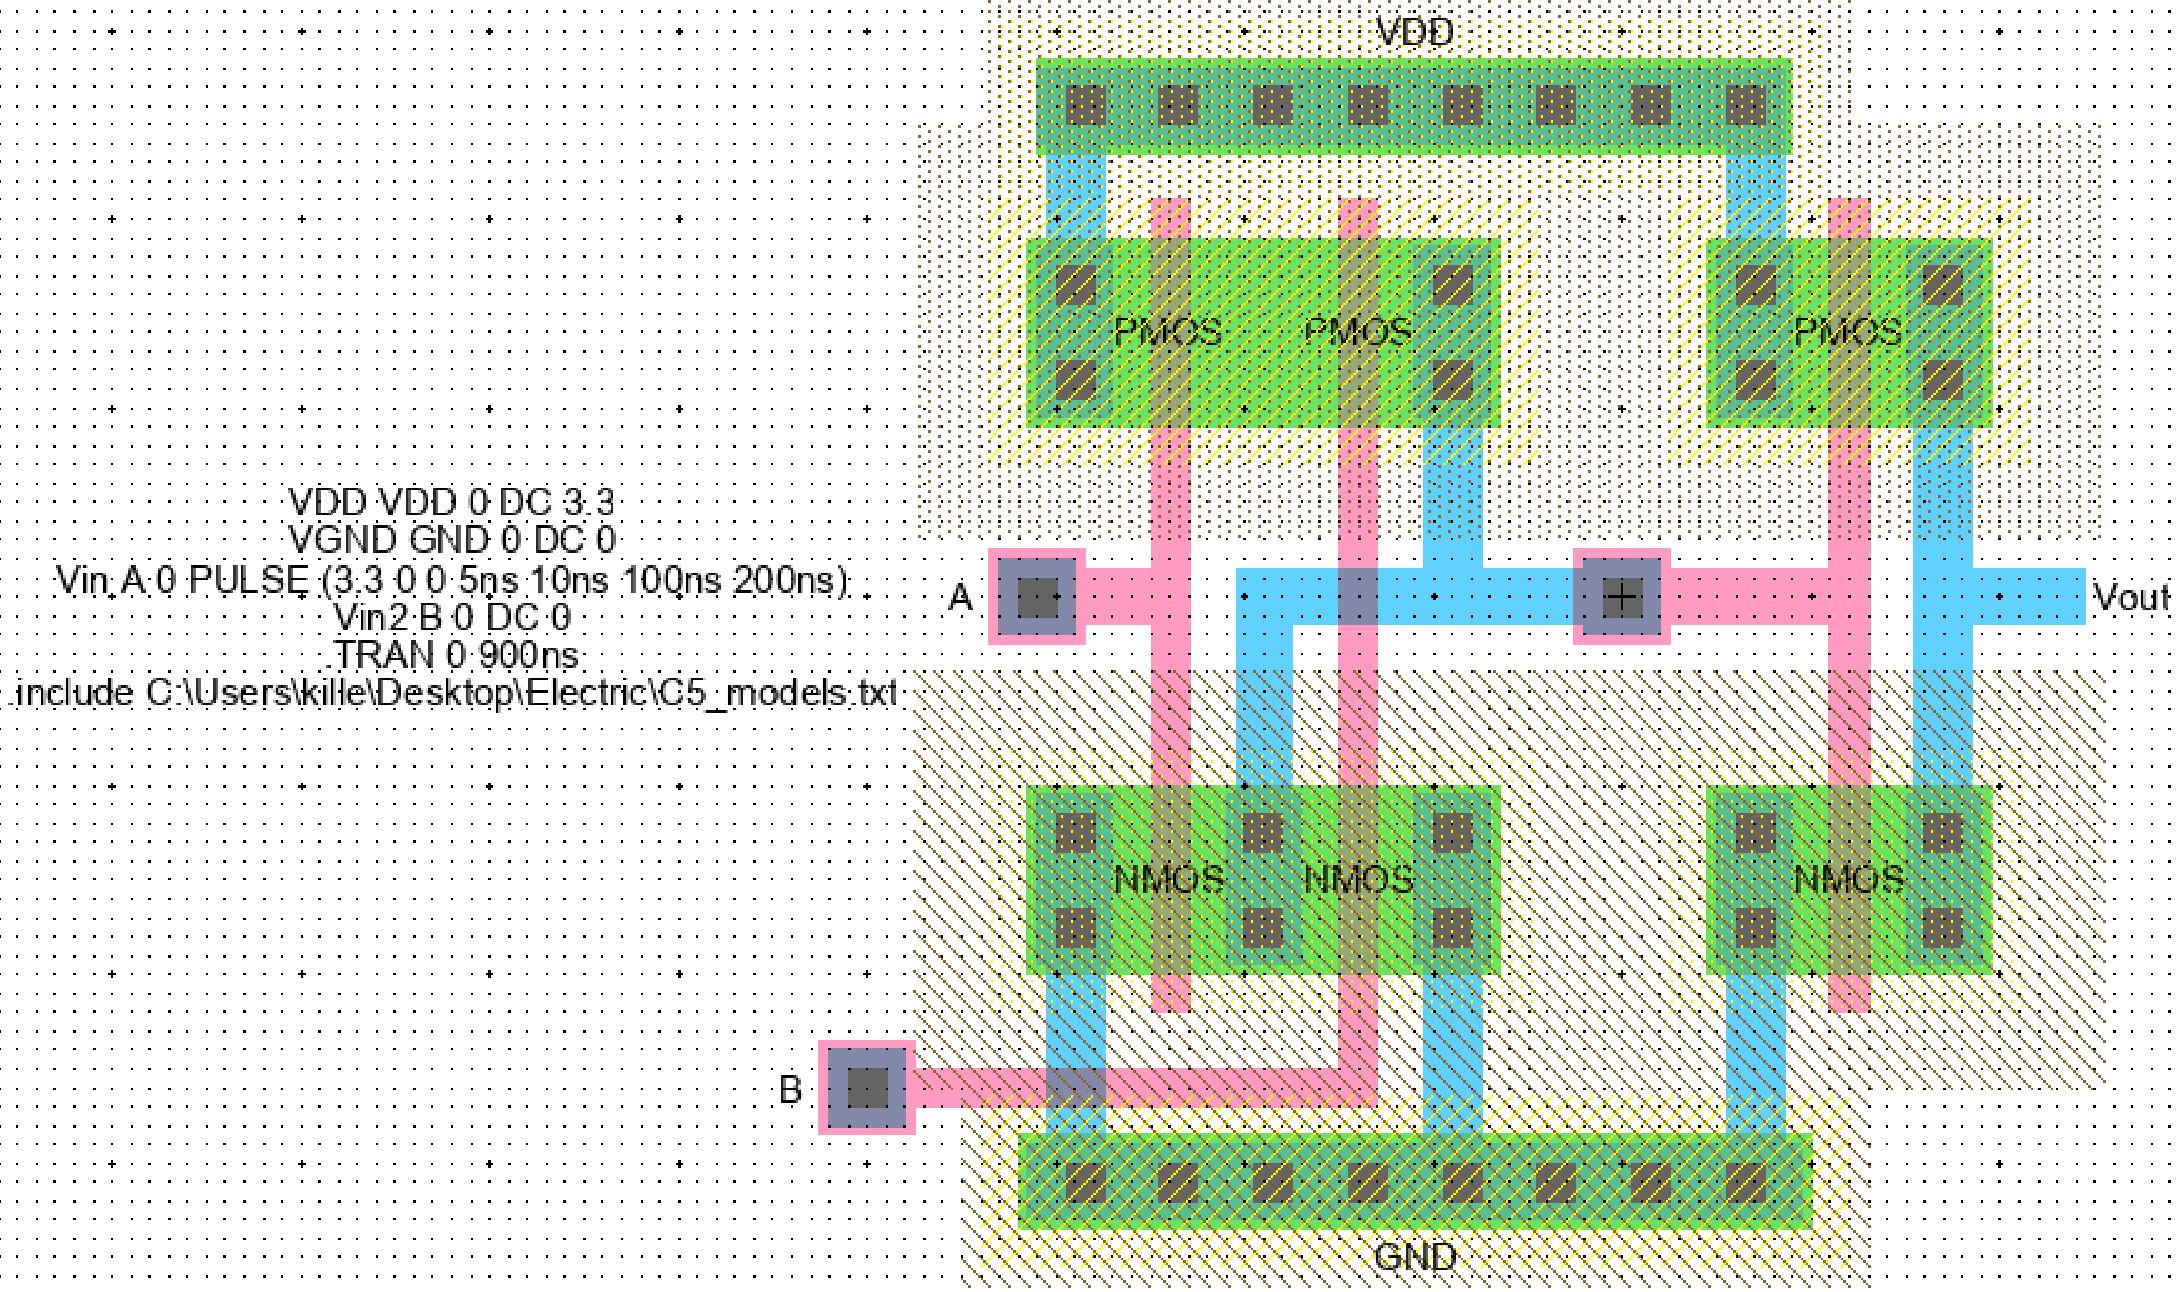 VDD
PMOS PMOS PMOS
VDD VDD 0 DC 3.3
VGND GND 0 DC 0
Vin A 0 PULSE (3.3 0 0 5ns 10ns 100ns 200ns)
Vin2 B 0 DC 0
.TRAN 0 900ns
.include C:\Users\kille\Desktop\Electric\C5_models.txt
A
Vout
NMOS NMOS NMOS
B
GND